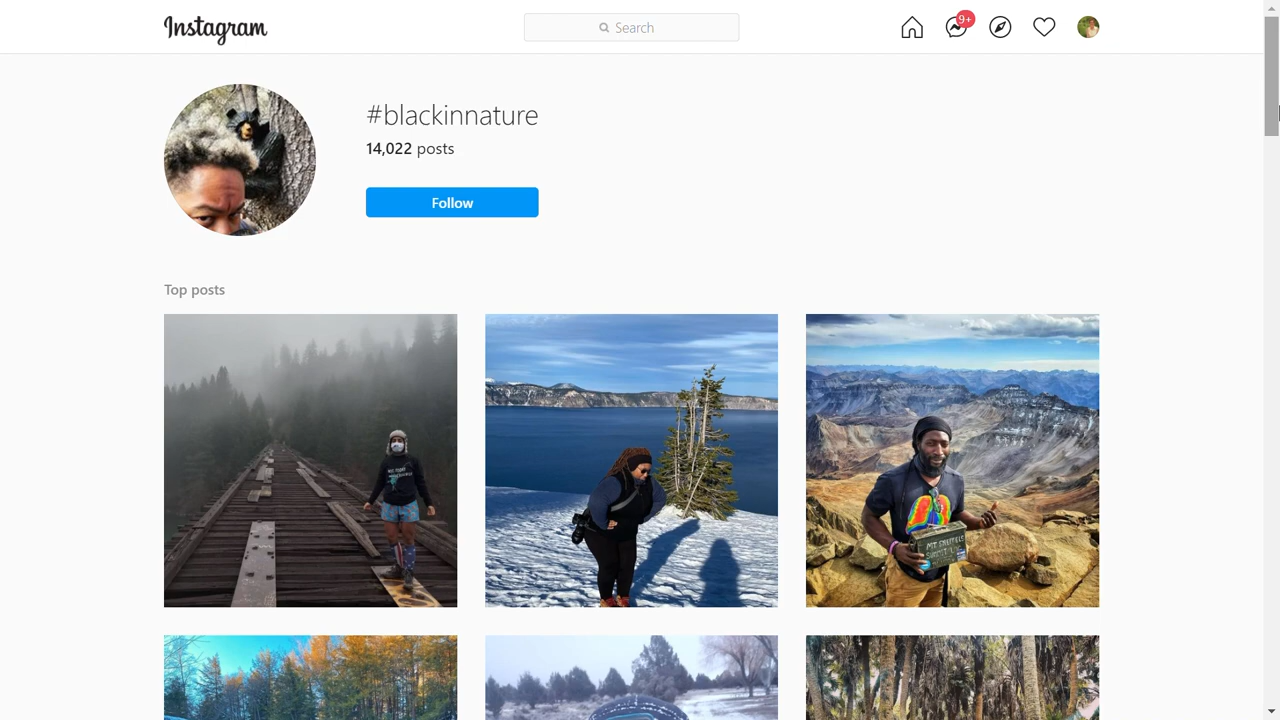 Instagram
Search
9+
#blackinnature
14,022 posts
Follow
Top posts